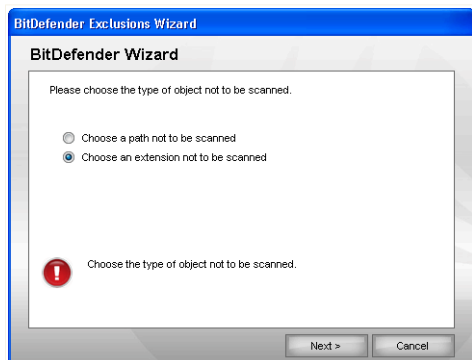 BitDefender Exclusions Wizard
BitDefender Wizard
Please choose the type of object not to be scanned.
Choose a path not to be scanned
Choose an extension not to be scanned
Choose the type of object not to be scanned.
Next >
Cancel